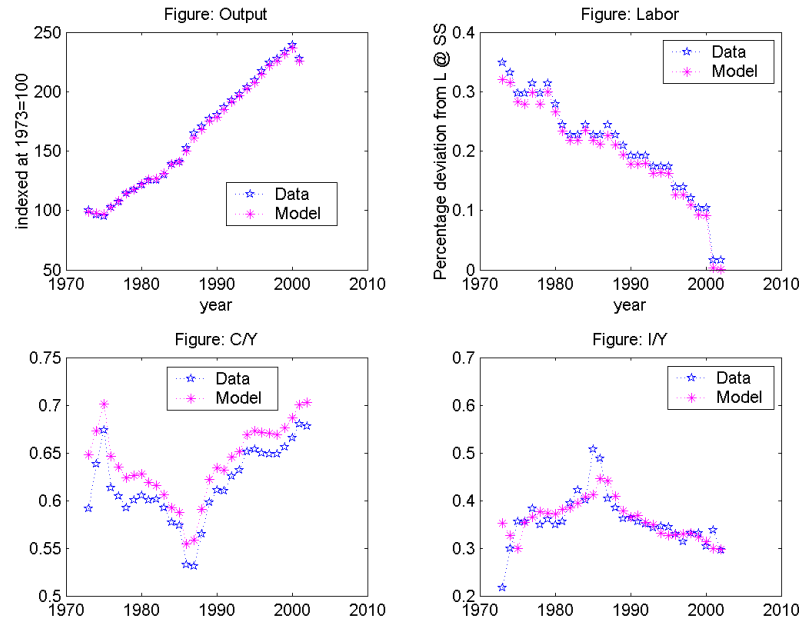 Figure: Output
indexed at 1973=100
250
200
150
100
50
Data
Model
1970 1980 1990 2000 2010
year
Figure: Labor
Percentage deviation from L @ SS
0.4
0.3
0.2
0.1
0
Data
Model
1970 1980 1990 2000 2010
year
Figure: C/Y
0.75
0.7
0.65
0.6
0.55
0.5
Data
Model
1970 1980 1990 2000 2010
Figure: I/Y
0.7
0.6
0.5
0.4
0.3
0.2
Data
Model
1970 1980 1990 2000 2010